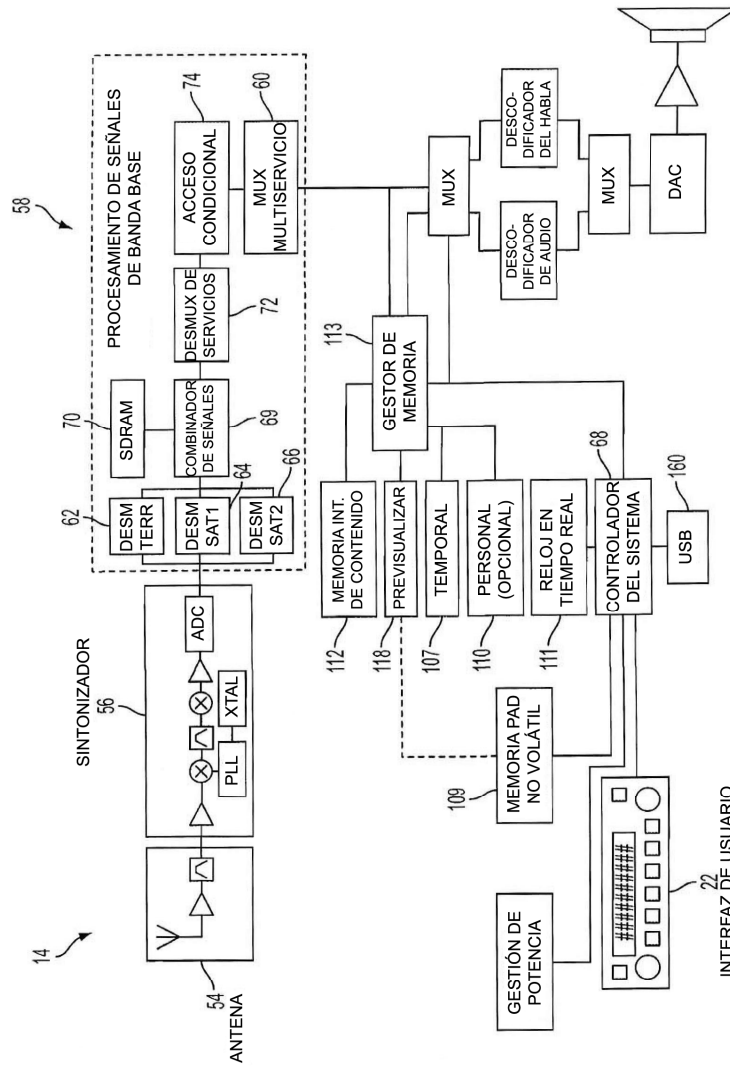 14
54
ANTENA
SINTONIZADOR
56
PLL
XTAL
ADC
58
PROCESAMIENTO DE SEÑALES
DE BANDA BASE
62
DESM
TERR
DESM
SAT1
64
DESM
SAT2
66
70
SDRAM
COMBINADOR
DE SEÑALES
69
DESMUX DE
SERVICIOS
72
ACCESO
CONDICIONAL
74
MUX
MULTISERVICIO
60
113
GESTOR DE
MEMORIA
MUX
DESCO-
DIFICADOR
DEL HABLA
DESCO-
DIFICADOR
DE AUDIO
MUX
DAC
MEMORIA INT.
DE CONTENIDO
112
PREVISUALIZAR
118
TEMPORAL
107
PERSONAL
(OPCIONAL)
110
RELOJ EN
TIEMPO REAL
111
CONTROLADOR
DEL SISTEMA
68
USB
160
MEMORIA PAD
NO VOLÁTIL
109
GESTIÓN DE
POTENCIA
##########
22
INTERFAZ DE USUARIO